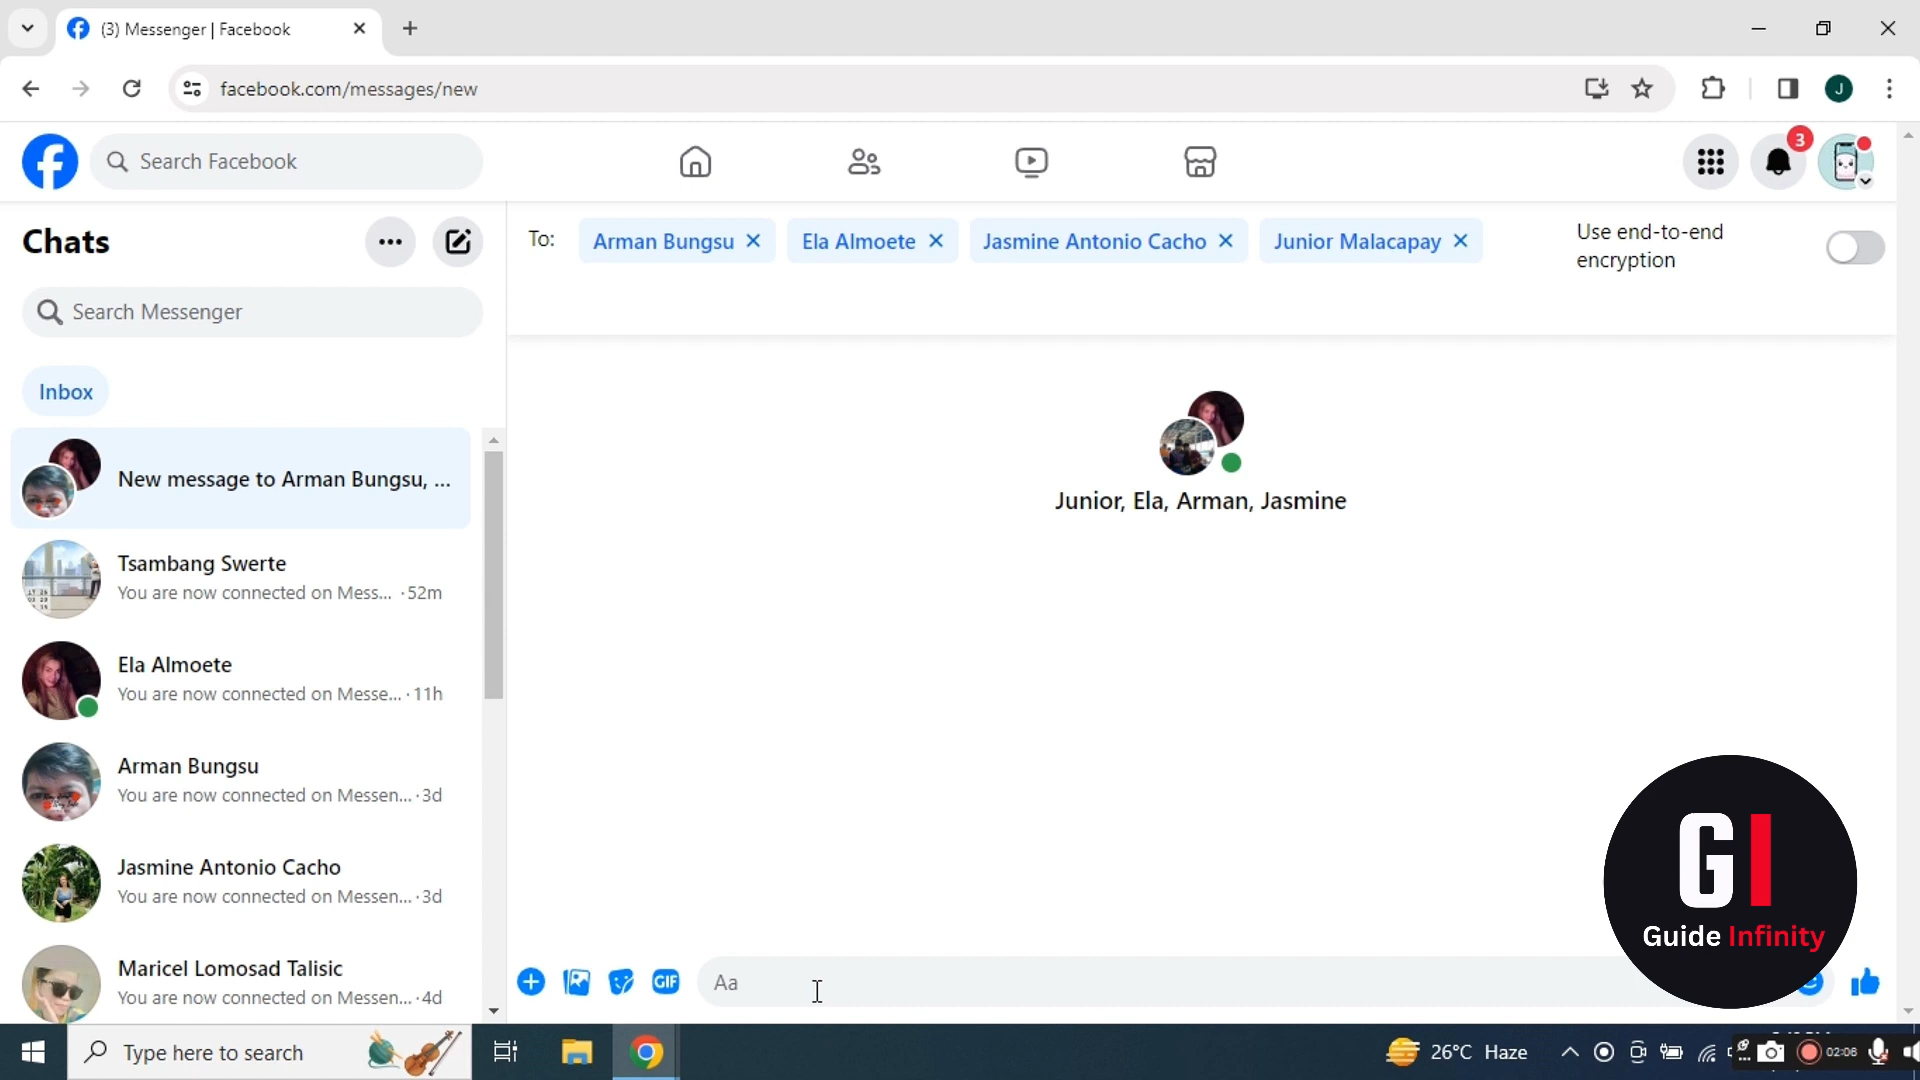 (3) Messenger | Facebook
facebook.com/messages/new
J
Search Facebook
3
Chats
To: Arman Bungsu Ela Almoete Jasmine Antonio Cacho Junior Malacapay
Use end-to-end
encryption
Search Messenger
Inbox
New message to Arman Bungsu, ...
Junior, Ela, Arman, Jasmine
Tsambang Swerte
You are now connected on Mess... · 52m
Ela Almoete
You are now connected on Messe... · 11h
Arman Bungsu
You are now connected on Messen... · 3d
Jasmine Antonio Cacho
You are now connected on Messen... · 3d
Maricel Lomosad Talisic
You are now connected on Messen... · 4d
GIF
Aa
GI
Guide Infinity
Type here to search
26°C Haze
02:06